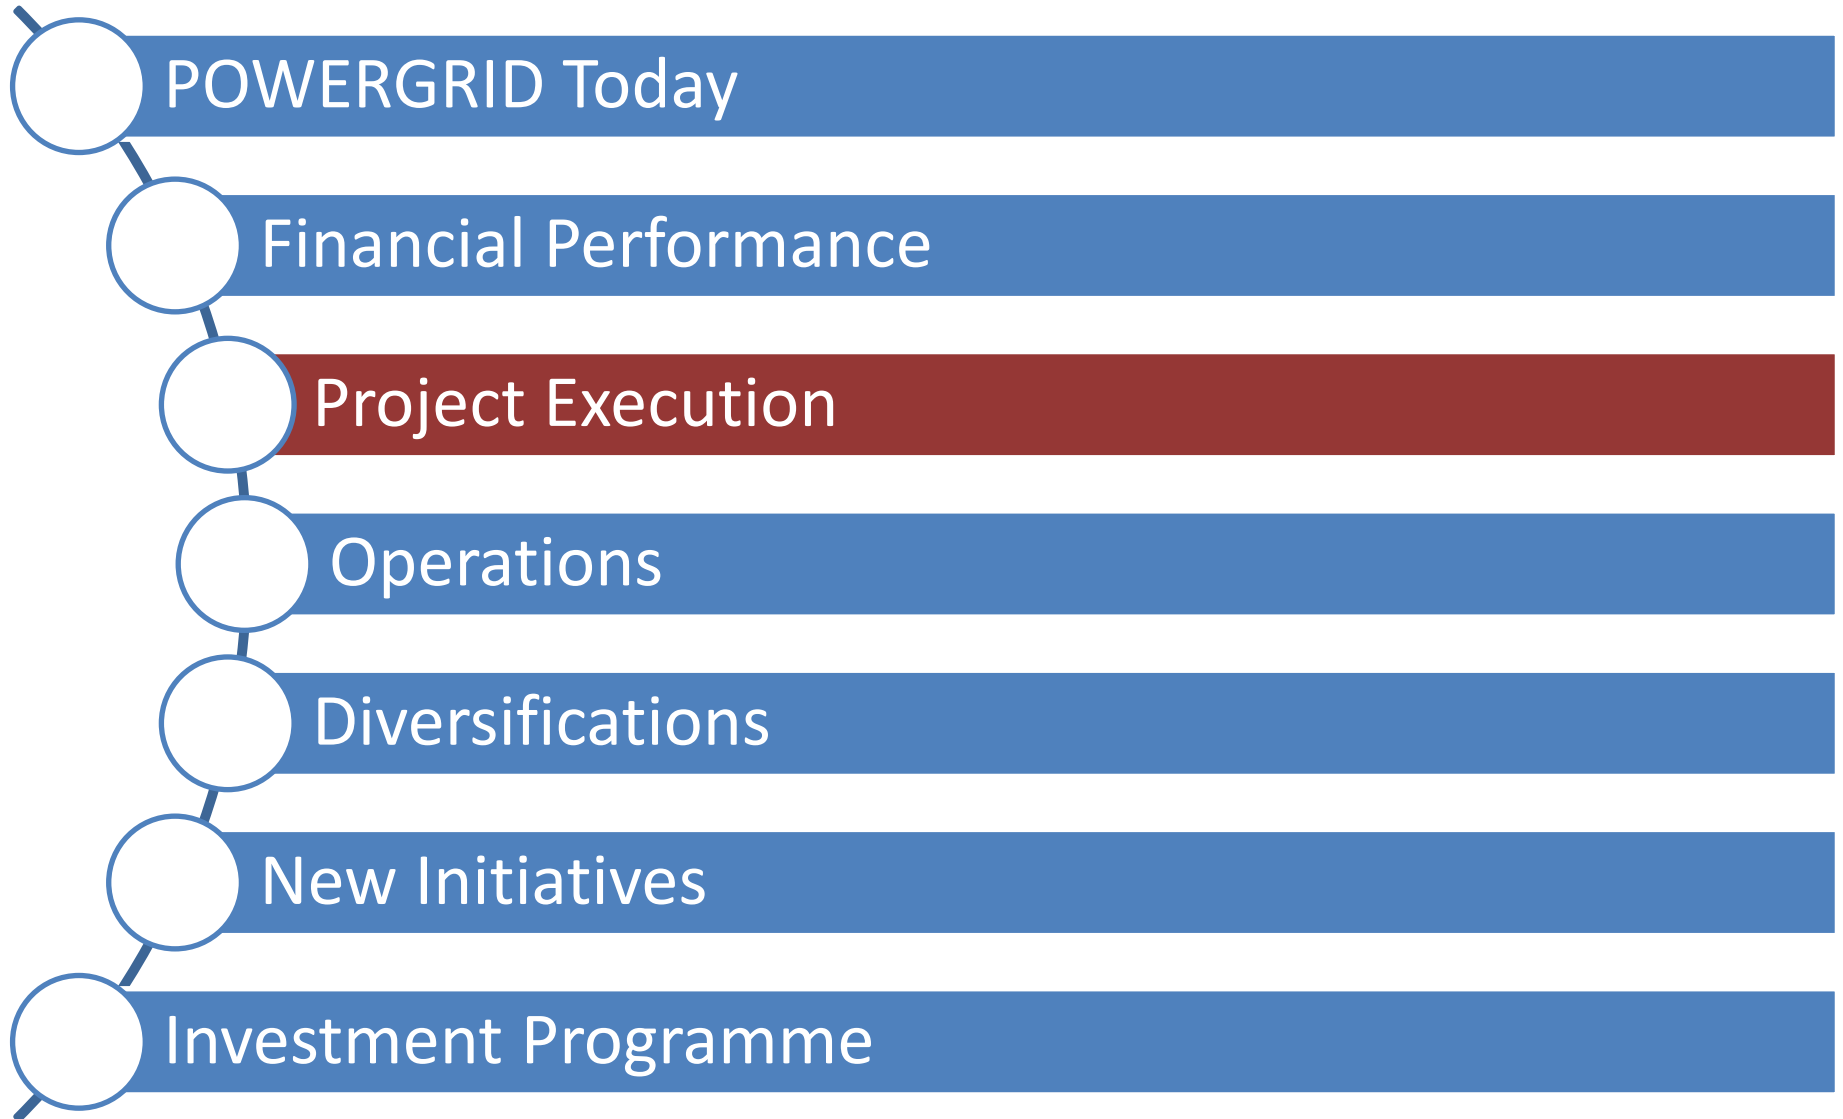 POWERGRID Today
Financial Performance
Project Execution
Operations
Diversifications
New Initiatives
Investment Programme